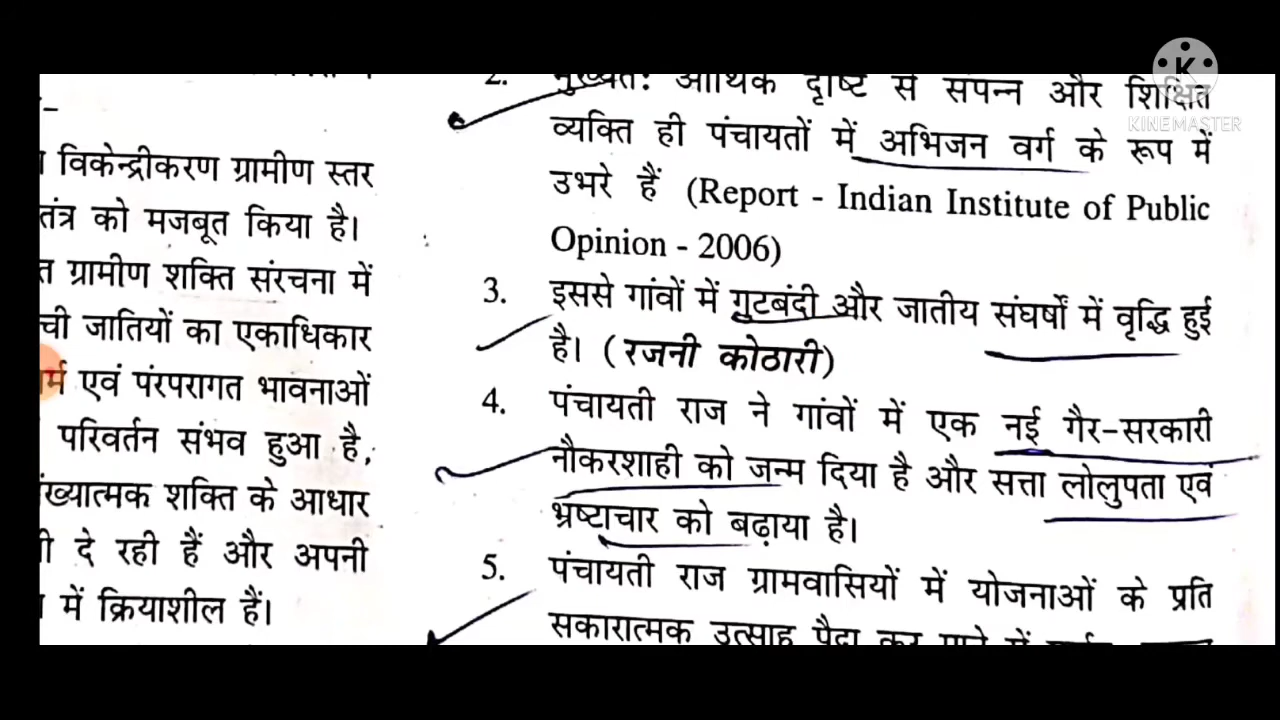 विकेन्द्रीकरण ग्रामीण स्तर
तंत्र को मजबूत किया है।
ग्रामीण शक्ति संरचना में
ची जातियों का एकाधिकार
एवं पंरपरागत भावनाओं
परिवर्तन संभव हुआ है,
ंख्यात्मक शक्ति के आधार
ी दे रही हैं और अपनी
में क्रियाशील हैं।
2. मुख्यतः आर्थिक दृष्टि से संपन्न और शिक्षित
व्यक्ति ही पंचायतों में अभिजन वर्ग के रूप में
उभरे हैं (Report - Indian Institute of Public
Opinion - 2006)
3. इससे गांवों में गुटबंदी और जातीय संघर्षों में वृद्धि हुई
है। (रजनी कोठारी)
4. पंचायती राज ने गांवों में एक नई गैर-सरकारी
नौकरशाही को जन्म दिया है और सत्ता लोलुपता एवं
भ्रष्टाचार को बढ़ाया है।
5. पंचायती राज ग्रामवासियों में योजनाओं के प्रति
सकारात्मक उत्साह पैदा कर पाने में
K
KINEMASTER